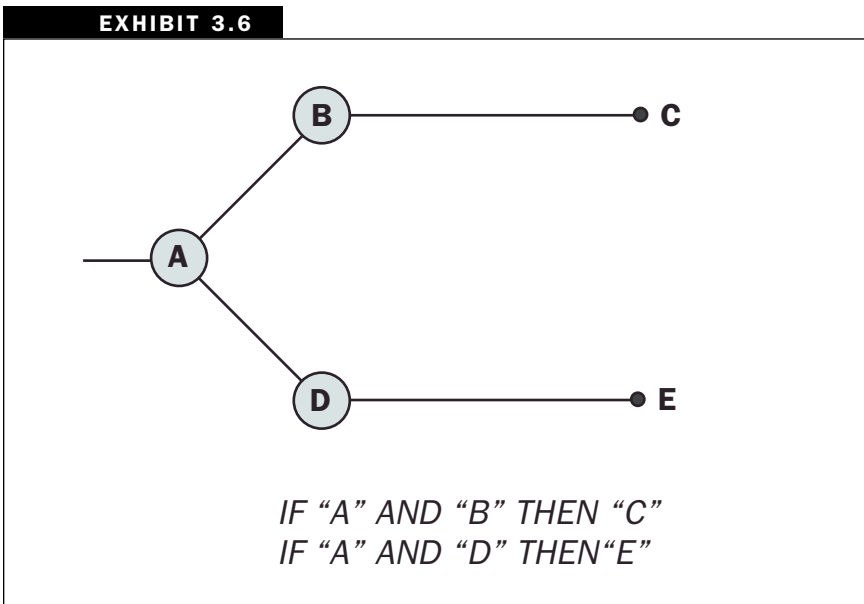 EXHIBIT 3.6
B
C
A
D
E
IF “A” AND “B” THEN “C”
IF “A” AND “D” THEN“E”